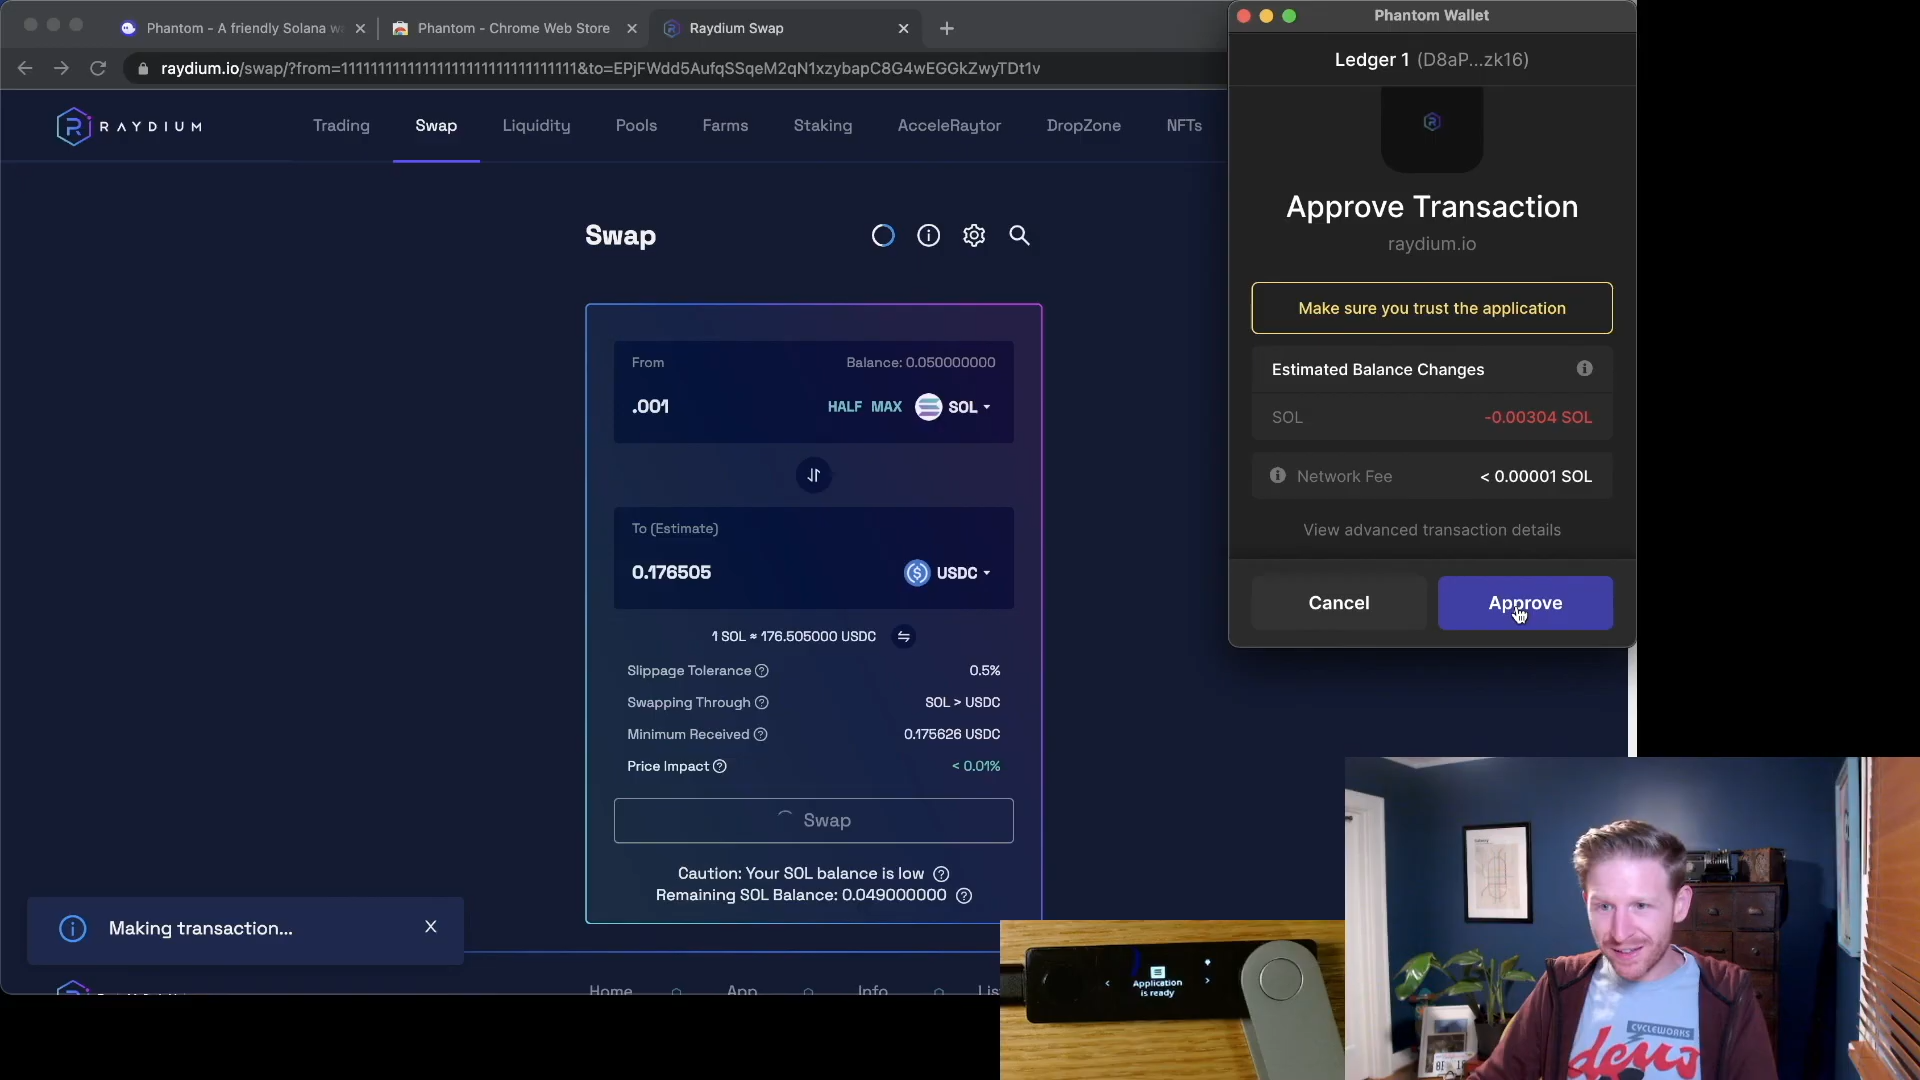 Phantom - A friendly Solana w
Phantom - Chrome Web Store
Raydium Swap
raydium.io/swap/?from=11111111111111111111111111111111&to=EPjFWdd5AufqSSqeM2qN1xzybapC8G4wEGGkZwyTDt1v
RAYDIUM
Trading
Swap
Liquidity
Pools
Farms
Staking
AcceleRaytor
DropZone
NFTs
Swap
From
Balance: 0.050000000
.001
HALF MAX
SOL
To (Estimate)
0.176505
USDC
1 SOL ≈ 176.505000 USDC
Slippage Tolerance
0.5%
Swapping Through
SOL > USDC
Minimum Received
0.175626 USDC
Price Impact
< 0.01%
Swap
Caution: Your SOL balance is low
Remaining SOL Balance: 0.049000000
Making transaction...
Home
App
Info
Phantom Wallet
Ledger 1 (D8aP...zk16)
Approve Transaction
raydium.io
Make sure you trust the application
Estimated Balance Changes
SOL
-0.00304 SOL
Network Fee
< 0.00001 SOL
View advanced transaction details
Cancel
Approve
Application
is ready
CYCLEWORKS